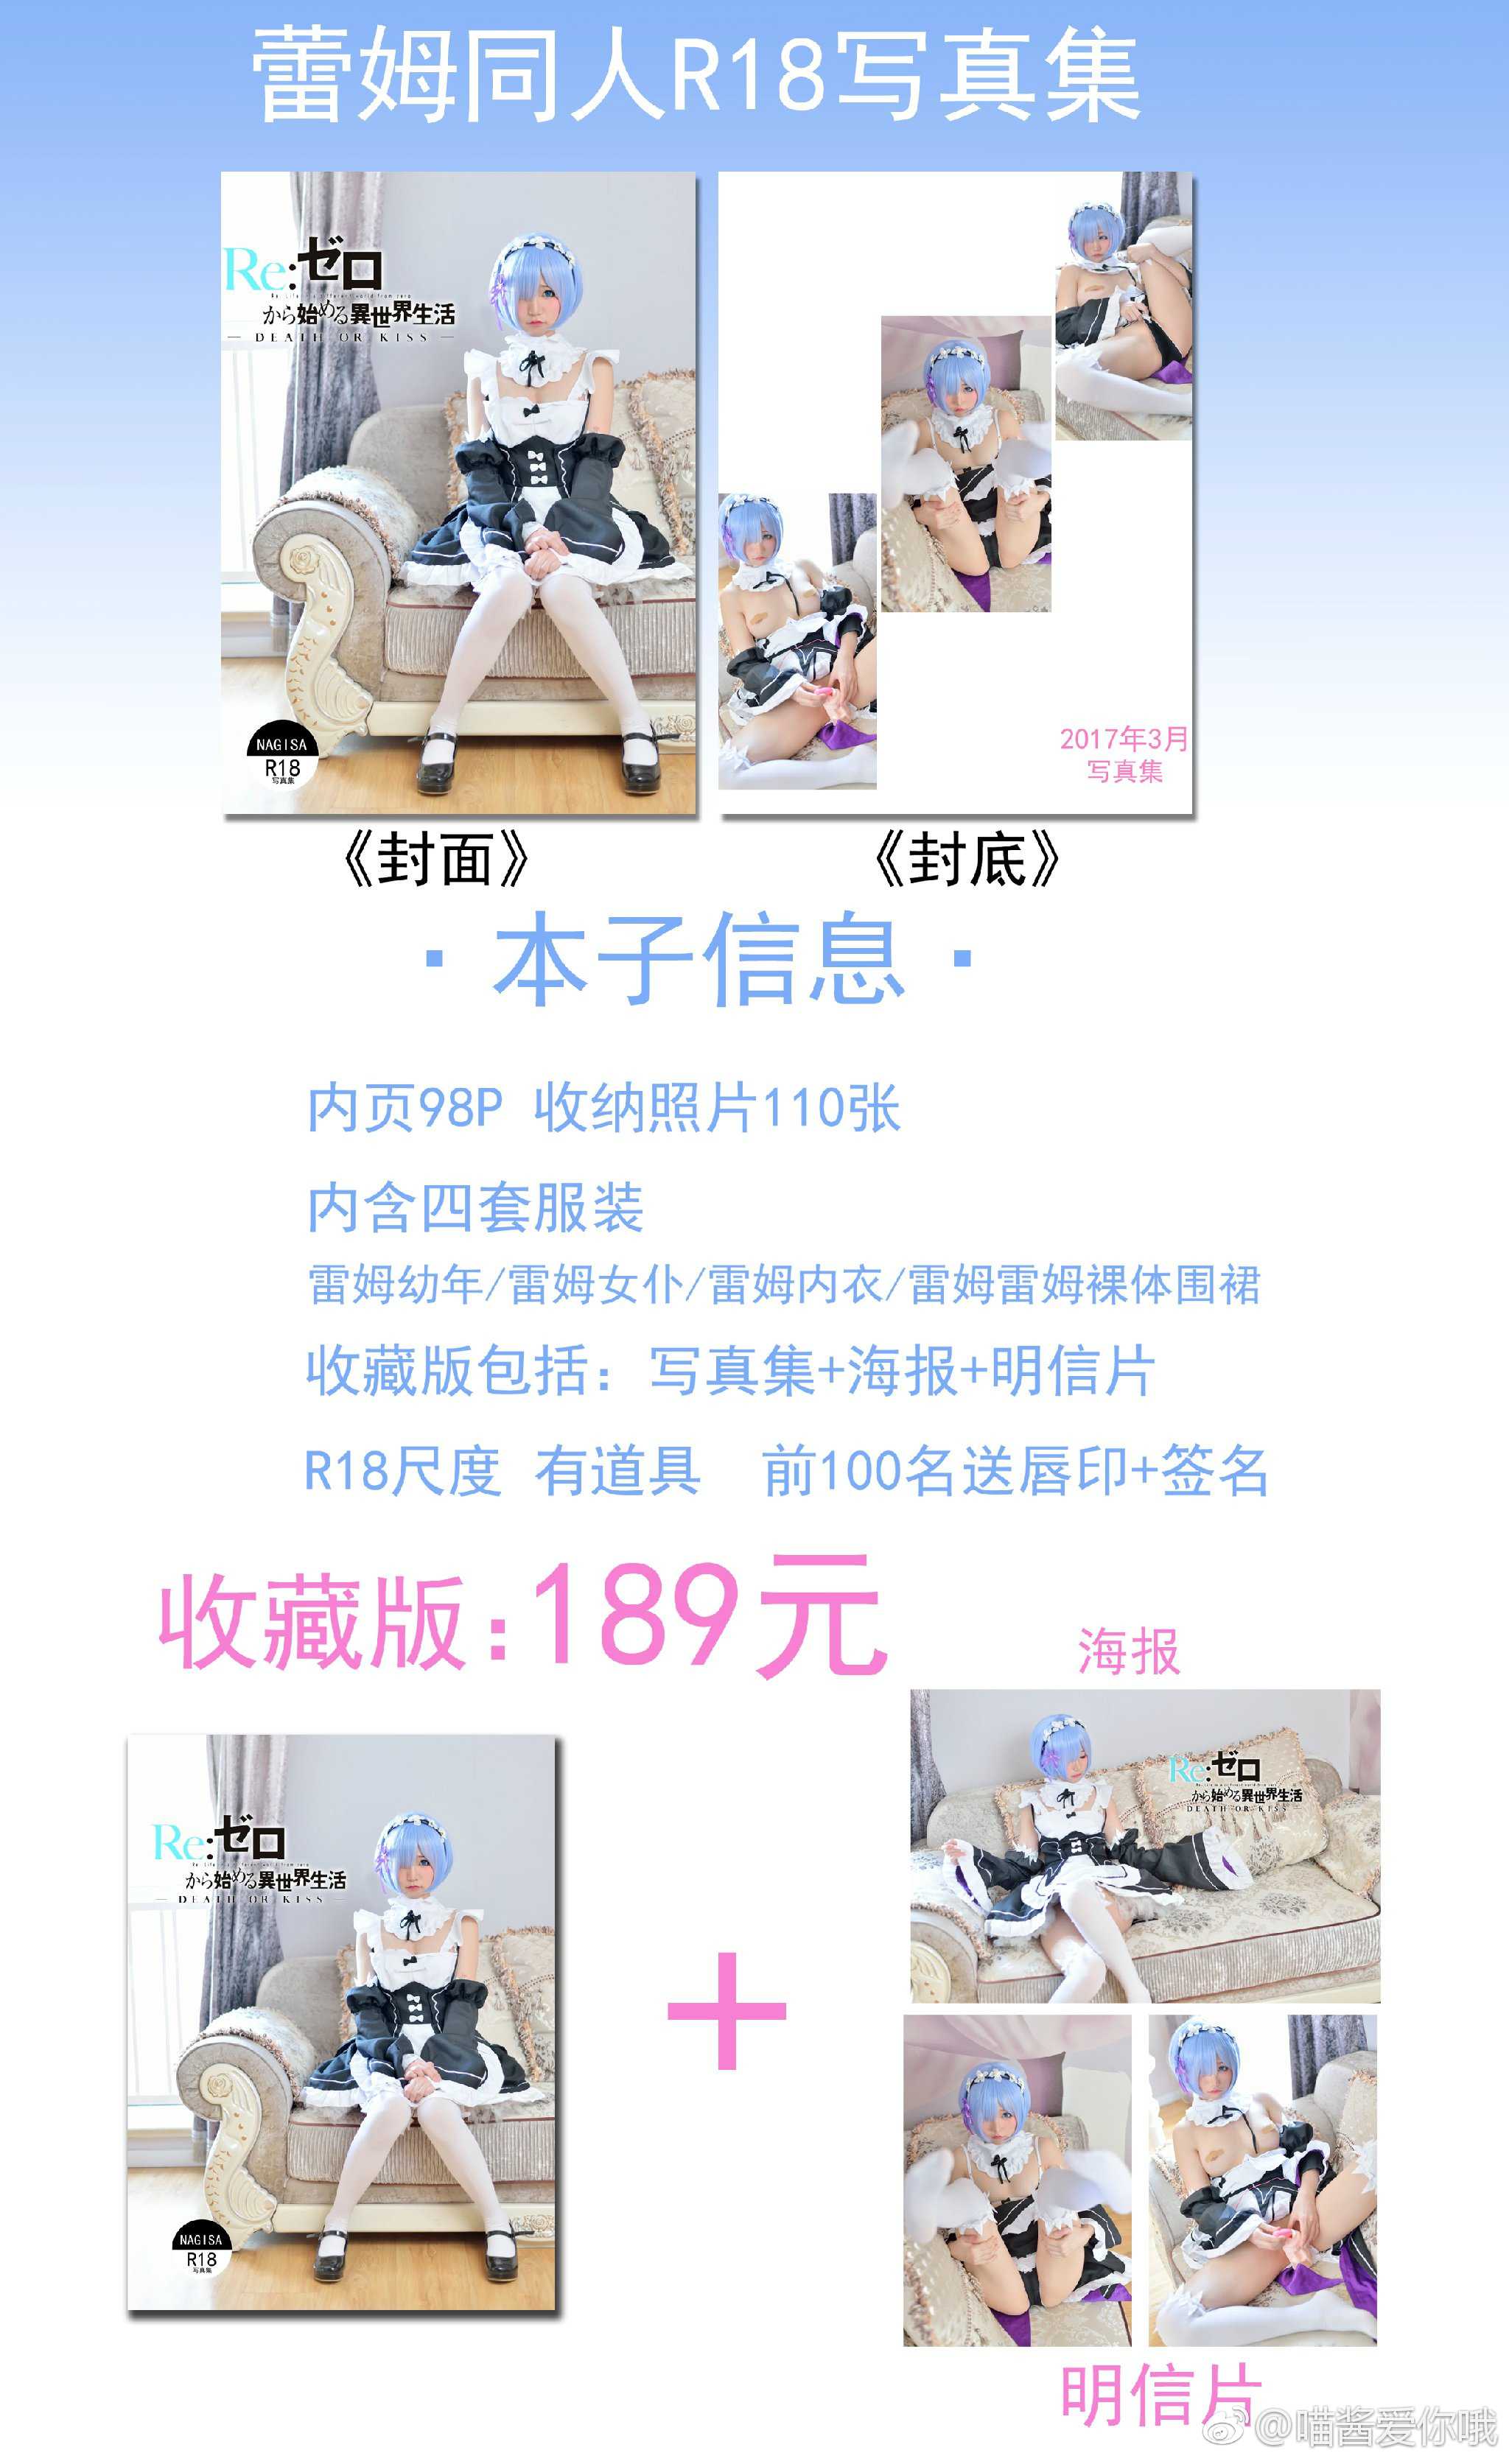 蕾姆同人R18写真集
Re:ゼロ
から始める異世界生活
DEATH OR KISS
NAGISA
R18
写真集
2017年3月
写真集
《封面》
《封底》
·本子信息·
内页98P 收纳照片110张
内含四套服装
雷姆幼年/雷姆女仆/雷姆内衣/雷姆雷姆裸体围裙
收藏版包括：写真集+海报+明信片
R18尺度 有道具 前100名送唇印+签名
收藏版:189元
海报
Re:ゼロ
から始める異世界生活
DEATH OR KISS
NAGISA
R18
写真集
+
Re:ゼロ
から始める異世界生活
DEATH OR KISS
明信片
@喵酱爱你哦